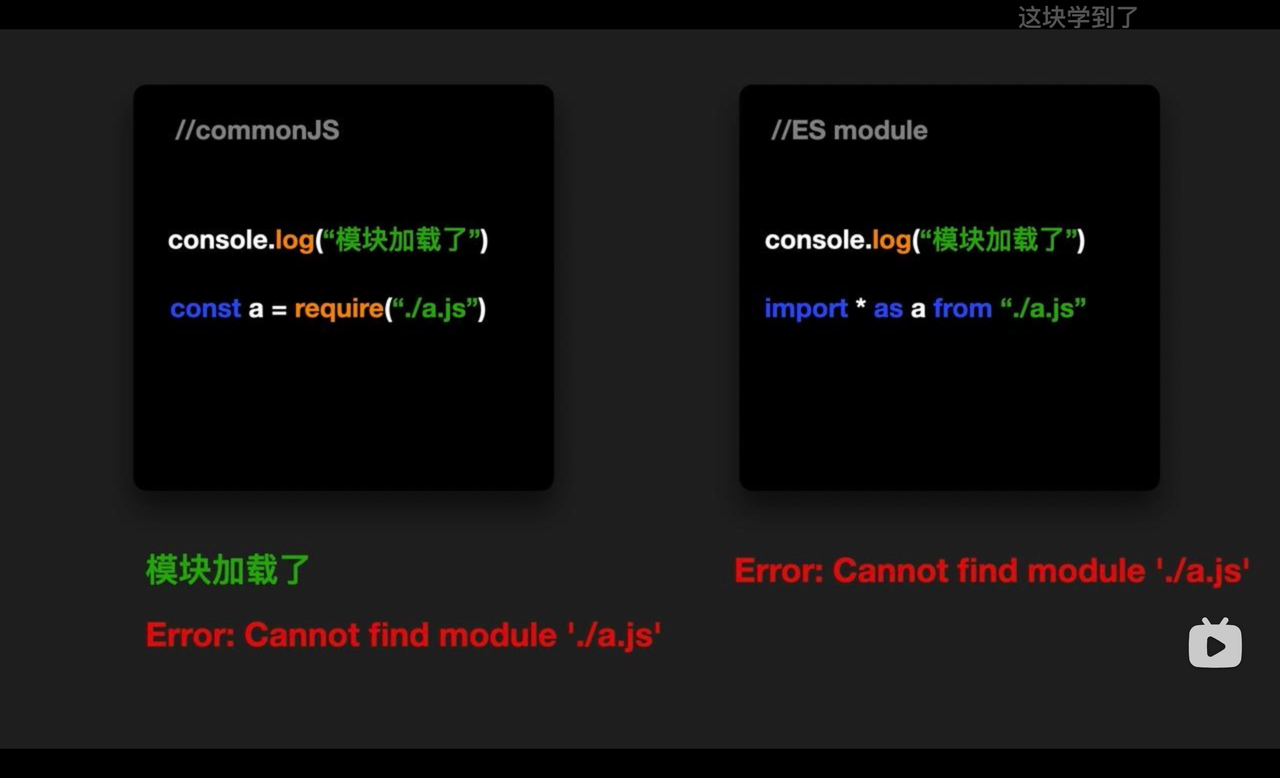 这块学到了
//commonJS
console.log(“模块加载了”)
const a = require(“./a.js”)
//ES module
console.log(“模块加载了”)
import * as a from “./a.js”
模块加载了
Error: Cannot find module './a.js'
Error: Cannot find module './a.js'